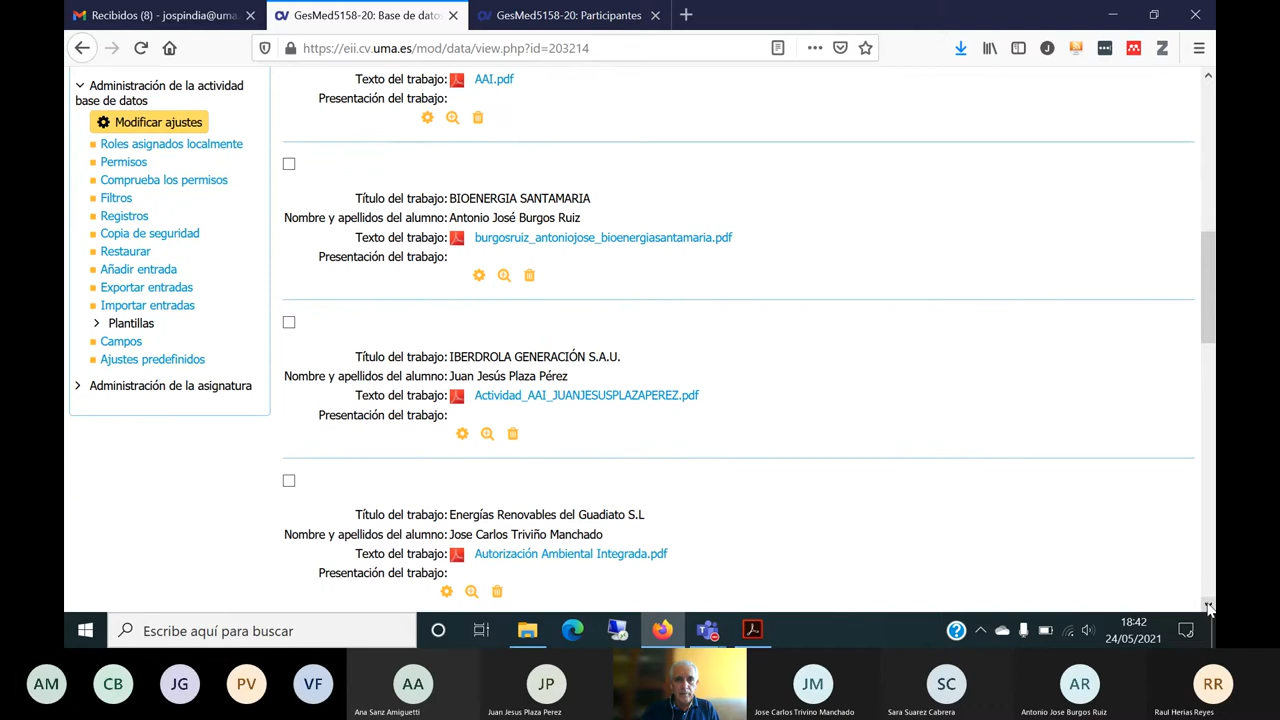 Recibidos (8) - jospindia@uma.
GesMed5158-20: Base de datos
GesMed5158-20: Participantes
https://eii.cv.uma.es/mod/data/view.php?id=203214
Administración de la actividad
base de datos
Modificar ajustes
Roles asignados localmente
Permisos
Comprueba los permisos
Filtros
Registros
Copia de seguridad
Restaurar
Añadir entrada
Exportar entradas
Importar entradas
Plantillas
Campos
Ajustes predefinidos
Administración de la asignatura
Texto del trabajo: AAI.pdf
Presentación del trabajo:
Título del trabajo: BIOENERGIA SANTAMARIA
Nombre y apellidos del alumno: Antonio José Burgos Ruiz
Texto del trabajo: burgosruiz_antoniojose_bioenergiasantamaria.pdf
Presentación del trabajo:
Título del trabajo: IBERDROLA GENERACIÓN S.A.U.
Nombre y apellidos del alumno: Juan Jesús Plaza Pérez
Texto del trabajo: Actividad_AAI_JUANJESUSPLAZAPEREZ.pdf
Presentación del trabajo:
Título del trabajo: Energías Renovables del Guadiato S.L
Nombre y apellidos del alumno: Jose Carlos Triviño Manchado
Texto del trabajo: Autorización Ambiental Integrada.pdf
Presentación del trabajo:
Escribe aquí para buscar
18:42
24/05/2021
AM
CB
JG
PV
VF
AA
Ana Sanz Amiguetti
JP
Juan Jesus Plaza Perez
JM
Jose Carlos Trivino Manchado
SC
Sara Suarez Cabrera
AR
Antonio Jose Burgos Ruiz
RR
Raul Herias Reyes